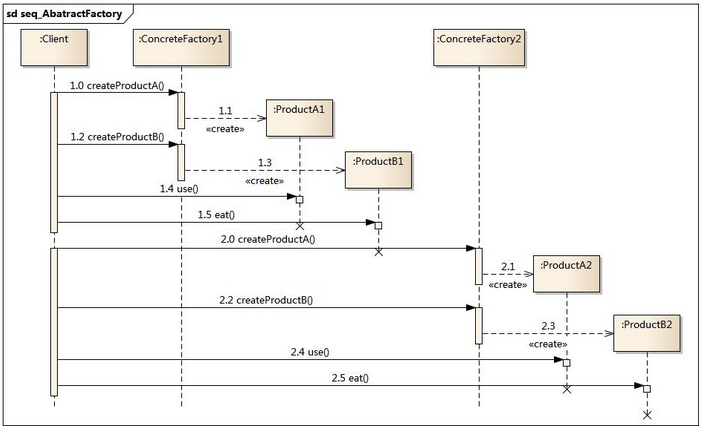 sd seq_AbatractFactory
:Client
:ConcreteFactory1
:ConcreteFactory2
1.0 createProductA()
1.1
:ProductA1
«create»
1.2 createProductB()
1.3
:ProductB1
«create»
1.4 use()
1.5 eat()
2.0 createProductA()
2.1
:ProductA2
«create»
2.2 createProductB()
2.3
:ProductB2
«create»
2.4 use()
2.5 eat()